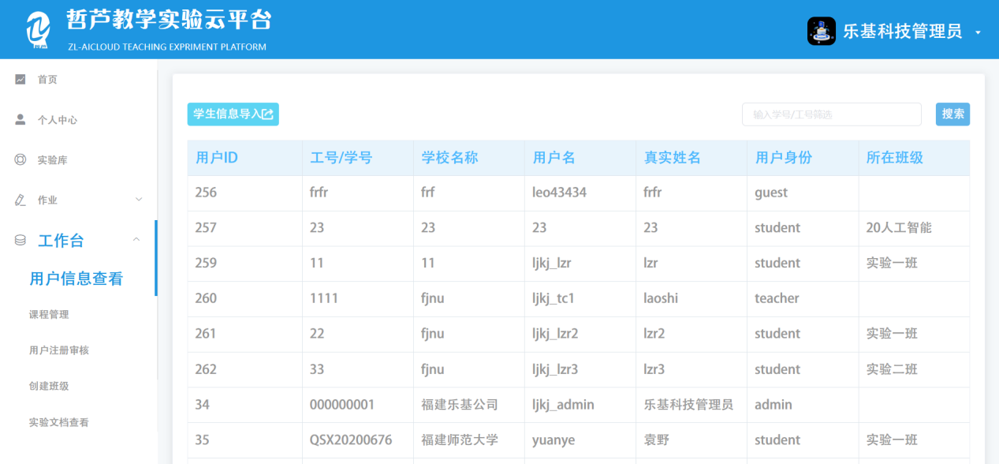 哲芦教学实验云平台
ZL-AICLOUD TEACHING EXPRIMENT PLATFORM
乐基科技管理员
首页
个人中心
实验库
作业
工作台
用户信息查看
课程管理
用户注册审核
创建班级
实验文档查看
学生信息导入
输入学号/工号筛选
搜索
用户ID 工号/学号 学校名称 用户名 真实姓名 用户身份 所在班级
256 frfr frf leo43434 frfr guest
257 23 23 23 23 student 20人工智能
259 11 11 ljkj_lzr lzr student 实验一班
260 1111 fjnu ljkj_tc1 laoshi teacher
261 22 fjnu ljkj_lzr2 lzr2 student 实验一班
262 33 fjnu ljkj_lzr3 lzr3 student 实验二班
34 000000001 福建乐基公司 ljkj_admin 乐基科技管理员 admin
35 QSX20200676 福建师范大学 yuanye 袁野 student 实验一班